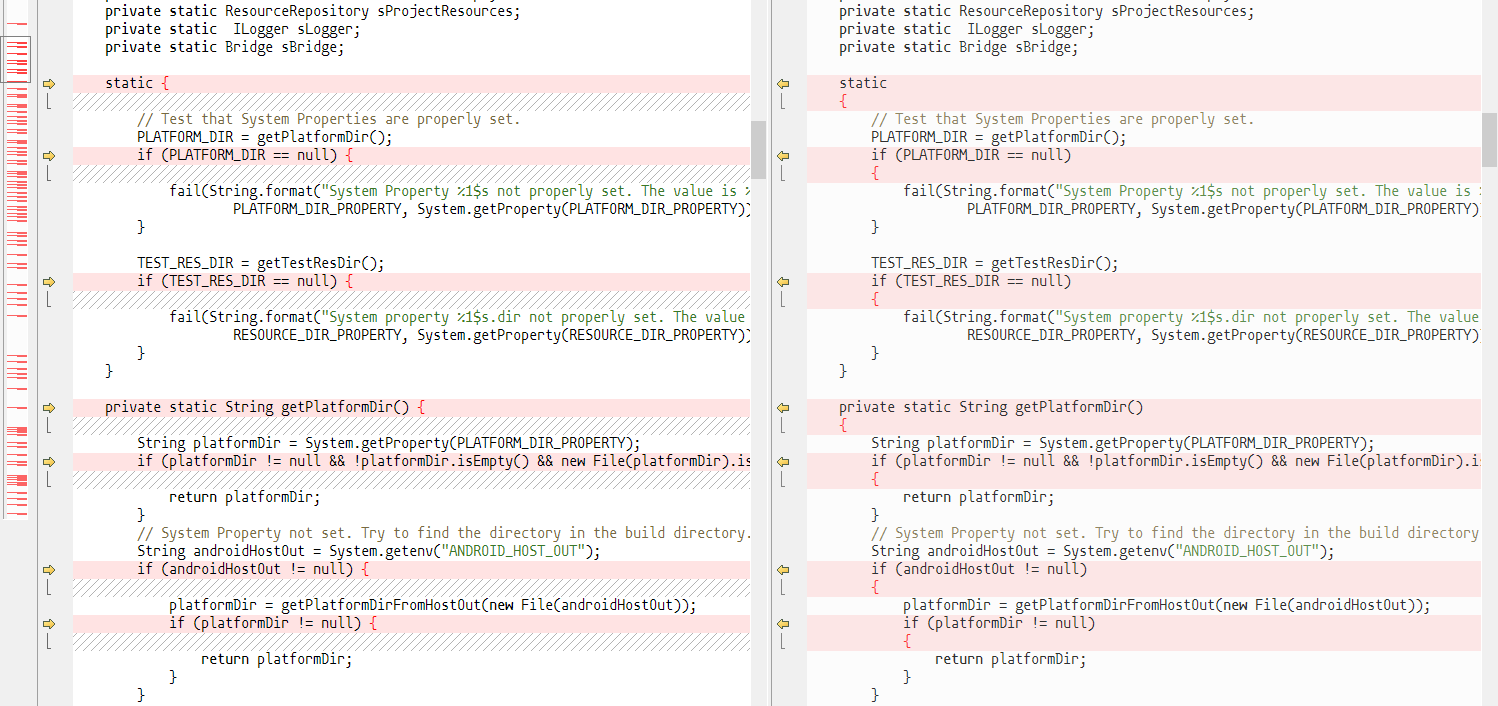 private static ResourceRepository sProjectResources;
private static  ILogger sLogger;
private static Bridge sBridge;
static {
// Test that System Properties are properly set.
PLATFORM_DIR = getPlatformDir();
if (PLATFORM_DIR == null) {
fail(String.format("System Property %1$s not properly set. The value is %
PLATFORM_DIR_PROPERTY, System.getProperty(PLATFORM_DIR_PROPERTY))
}
TEST_RES_DIR = getTestResDir();
if (TEST_RES_DIR == null) {
fail(String.format("System property %1$s.dir not properly set. The value
RESOURCE_DIR_PROPERTY, System.getProperty(RESOURCE_DIR_PROPERTY))
}
}
private static String getPlatformDir() {
String platformDir = System.getProperty(PLATFORM_DIR_PROPERTY);
if (platformDir != null && !platformDir.isEmpty() && new File(platformDir).is
return platformDir;
}
// System Property not set. Try to find the directory in the build directory.
String androidHostOut = System.getenv("ANDROID_HOST_OUT");
if (androidHostOut != null) {
platformDir = getPlatformDirFromHostOut(new File(androidHostOut));
if (platformDir != null) {
return platformDir;
}
}
private static ResourceRepository sProjectResources;
private static  ILogger sLogger;
private static Bridge sBridge;
static
{
// Test that System Properties are properly set.
PLATFORM_DIR = getPlatformDir();
if (PLATFORM_DIR == null)
{
fail(String.format("System Property %1$s not properly set. The value is
PLATFORM_DIR_PROPERTY, System.getProperty(PLATFORM_DIR_PROPERTY)
}
TEST_RES_DIR = getTestResDir();
if (TEST_RES_DIR == null)
{
fail(String.format("System property %1$s.dir not properly set. The value
RESOURCE_DIR_PROPERTY, System.getProperty(RESOURCE_DIR_PROPERTY)
}
}
private static String getPlatformDir()
{
String platformDir = System.getProperty(PLATFORM_DIR_PROPERTY);
if (platformDir != null && !platformDir.isEmpty() && new File(platformDir).i
{
return platformDir;
}
// System Property not set. Try to find the directory in the build directory
String androidHostOut = System.getenv("ANDROID_HOST_OUT");
if (androidHostOut != null)
{
platformDir = getPlatformDirFromHostOut(new File(androidHostOut));
if (platformDir != null)
{
return platformDir;
}
}